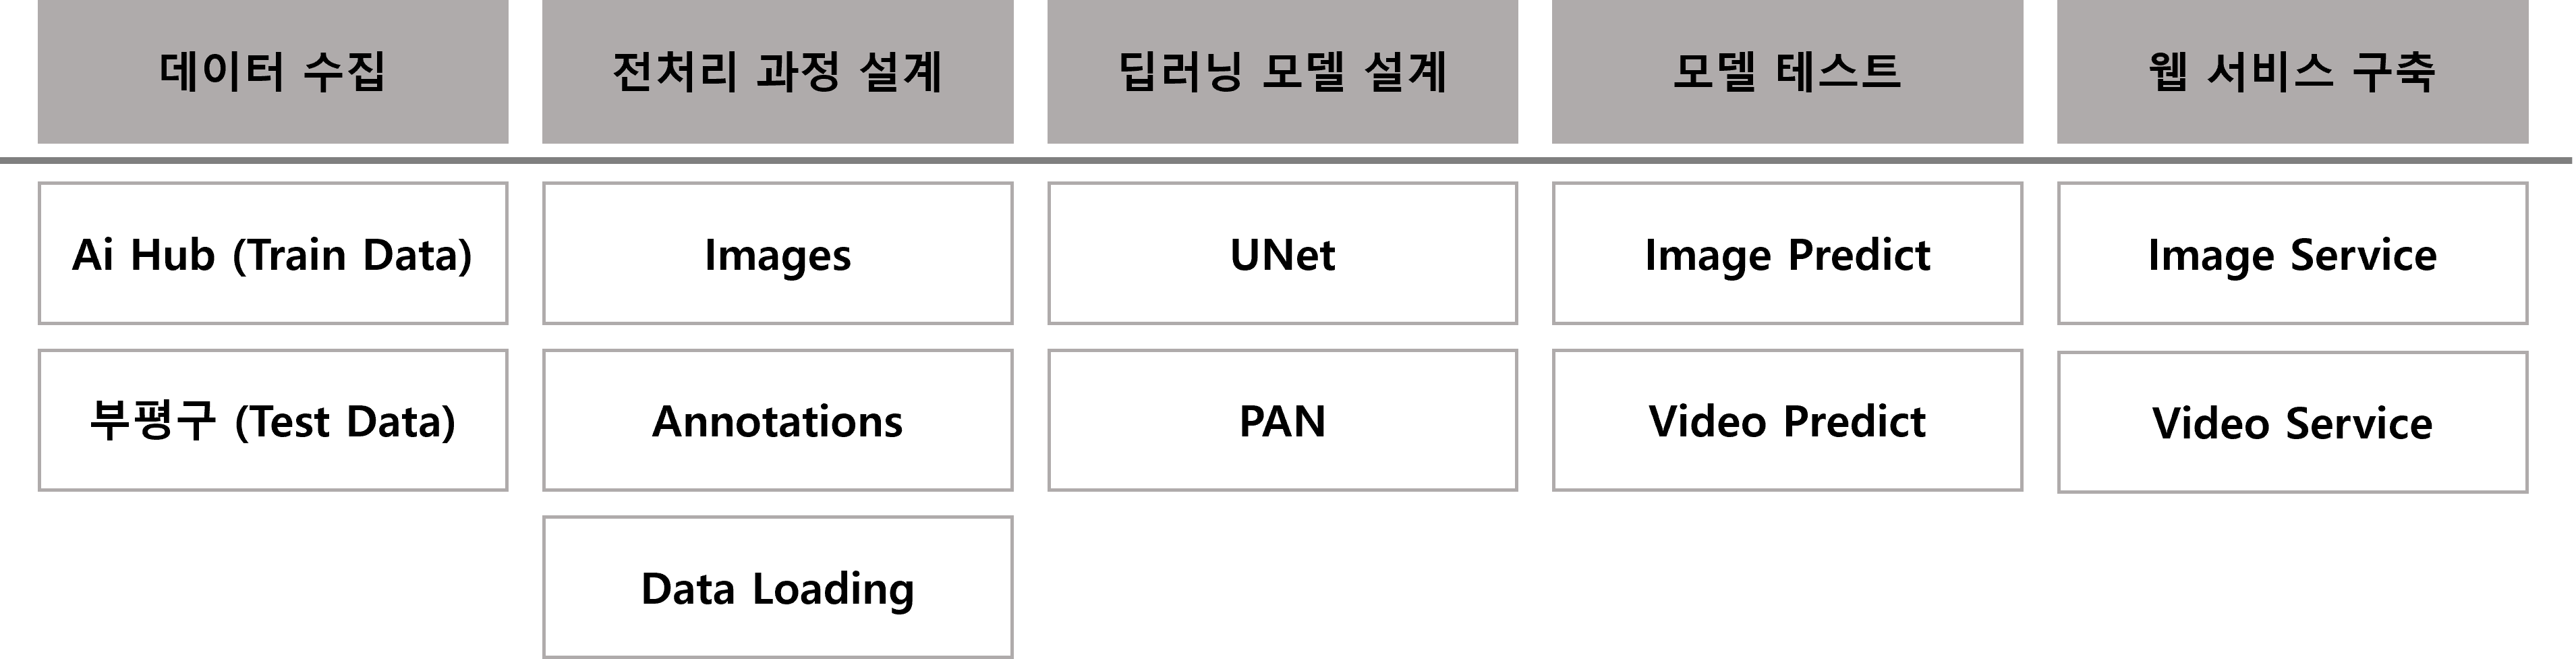 데이터 수집
전처리 과정 설계
딥러닝 모델 설계
모델 테스트
웹 서비스 구축
Ai Hub (Train Data)
Images
UNet
Image Predict
Image Service
부평구 (Test Data)
Annotations
PAN
Video Predict
Video Service
Data Loading